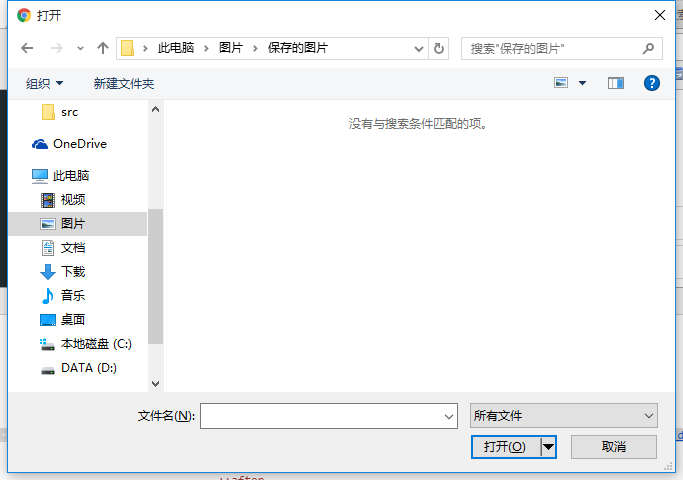 打开
此电脑 > 图片 > 保存的图片
搜索"保存的图片"
组织
新建文件夹
src
OneDrive
此电脑
视频
图片
文档
下载
音乐
桌面
本地磁盘 (C:)
DATA (D:)
没有与搜索条件匹配的项。
文件名(N):
所有文件
打开(O)
取消